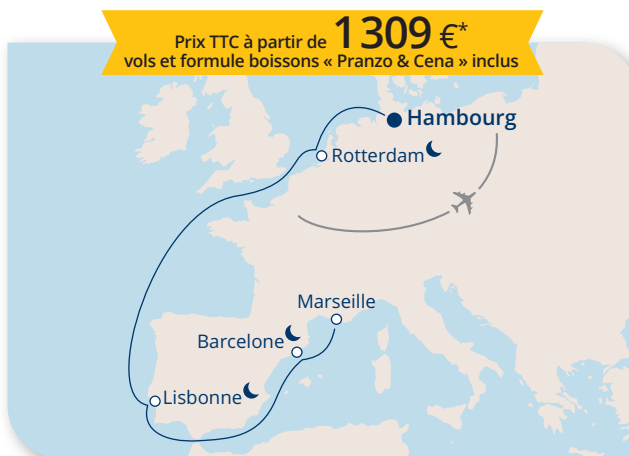 Prix TTC à partir de 1 309 €*
vols et formule boissons « Pranzo & Cena » inclus
Hambourg
Rotterdam
Marseille
Barcelone
Lisbonne